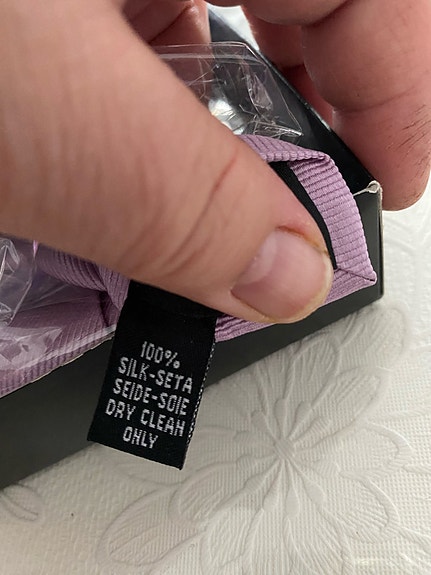 100%
SILK-SETA
SEIDE-SOIE
DRY CLEAN
ONLY